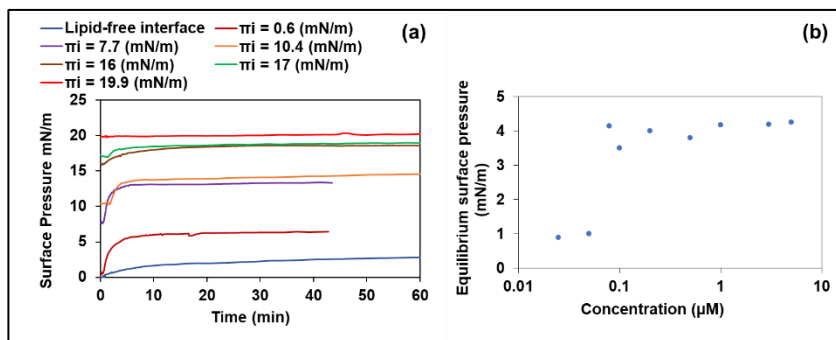 Lipid-free interface
πi = 0.6 (mN/m)
(a)
πi = 7.7 (mN/m)
πi = 10.4 (mN/m)
πi = 16 (mN/m)
πi = 17 (mN/m)
πi = 19.9 (mN/m)
Surface Pressure mN/m
25
20
15
10
5
0
0
10
20
30
40
50
60
Time (min)
(b)
Equilibrium surface pressure
(mN/m)
5
4
3
2
1
0
0.01
0.1
1
10
Concentration (µM)